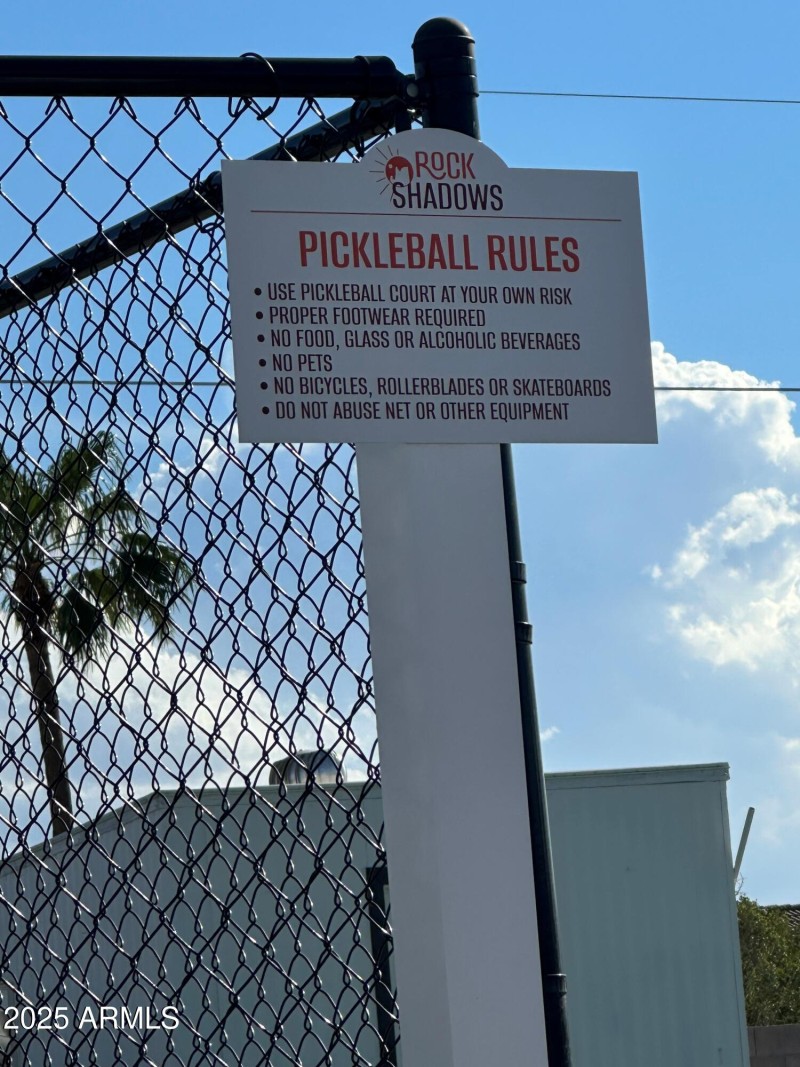 ROCK
SHADOWS
PICKLEBALL RULES
• USE PICKLEBALL COURT AT YOUR OWN RISK
• PROPER FOOTWEAR REQUIRED
• NO FOOD, GLASS OR ALCOHOLIC BEVERAGES
• NO PETS
• NO BICYCLES, ROLLERBLADES OR SKATEBOARDS
• DO NOT ABUSE NET OR OTHER EQUIPMENT
2025 ARMLS